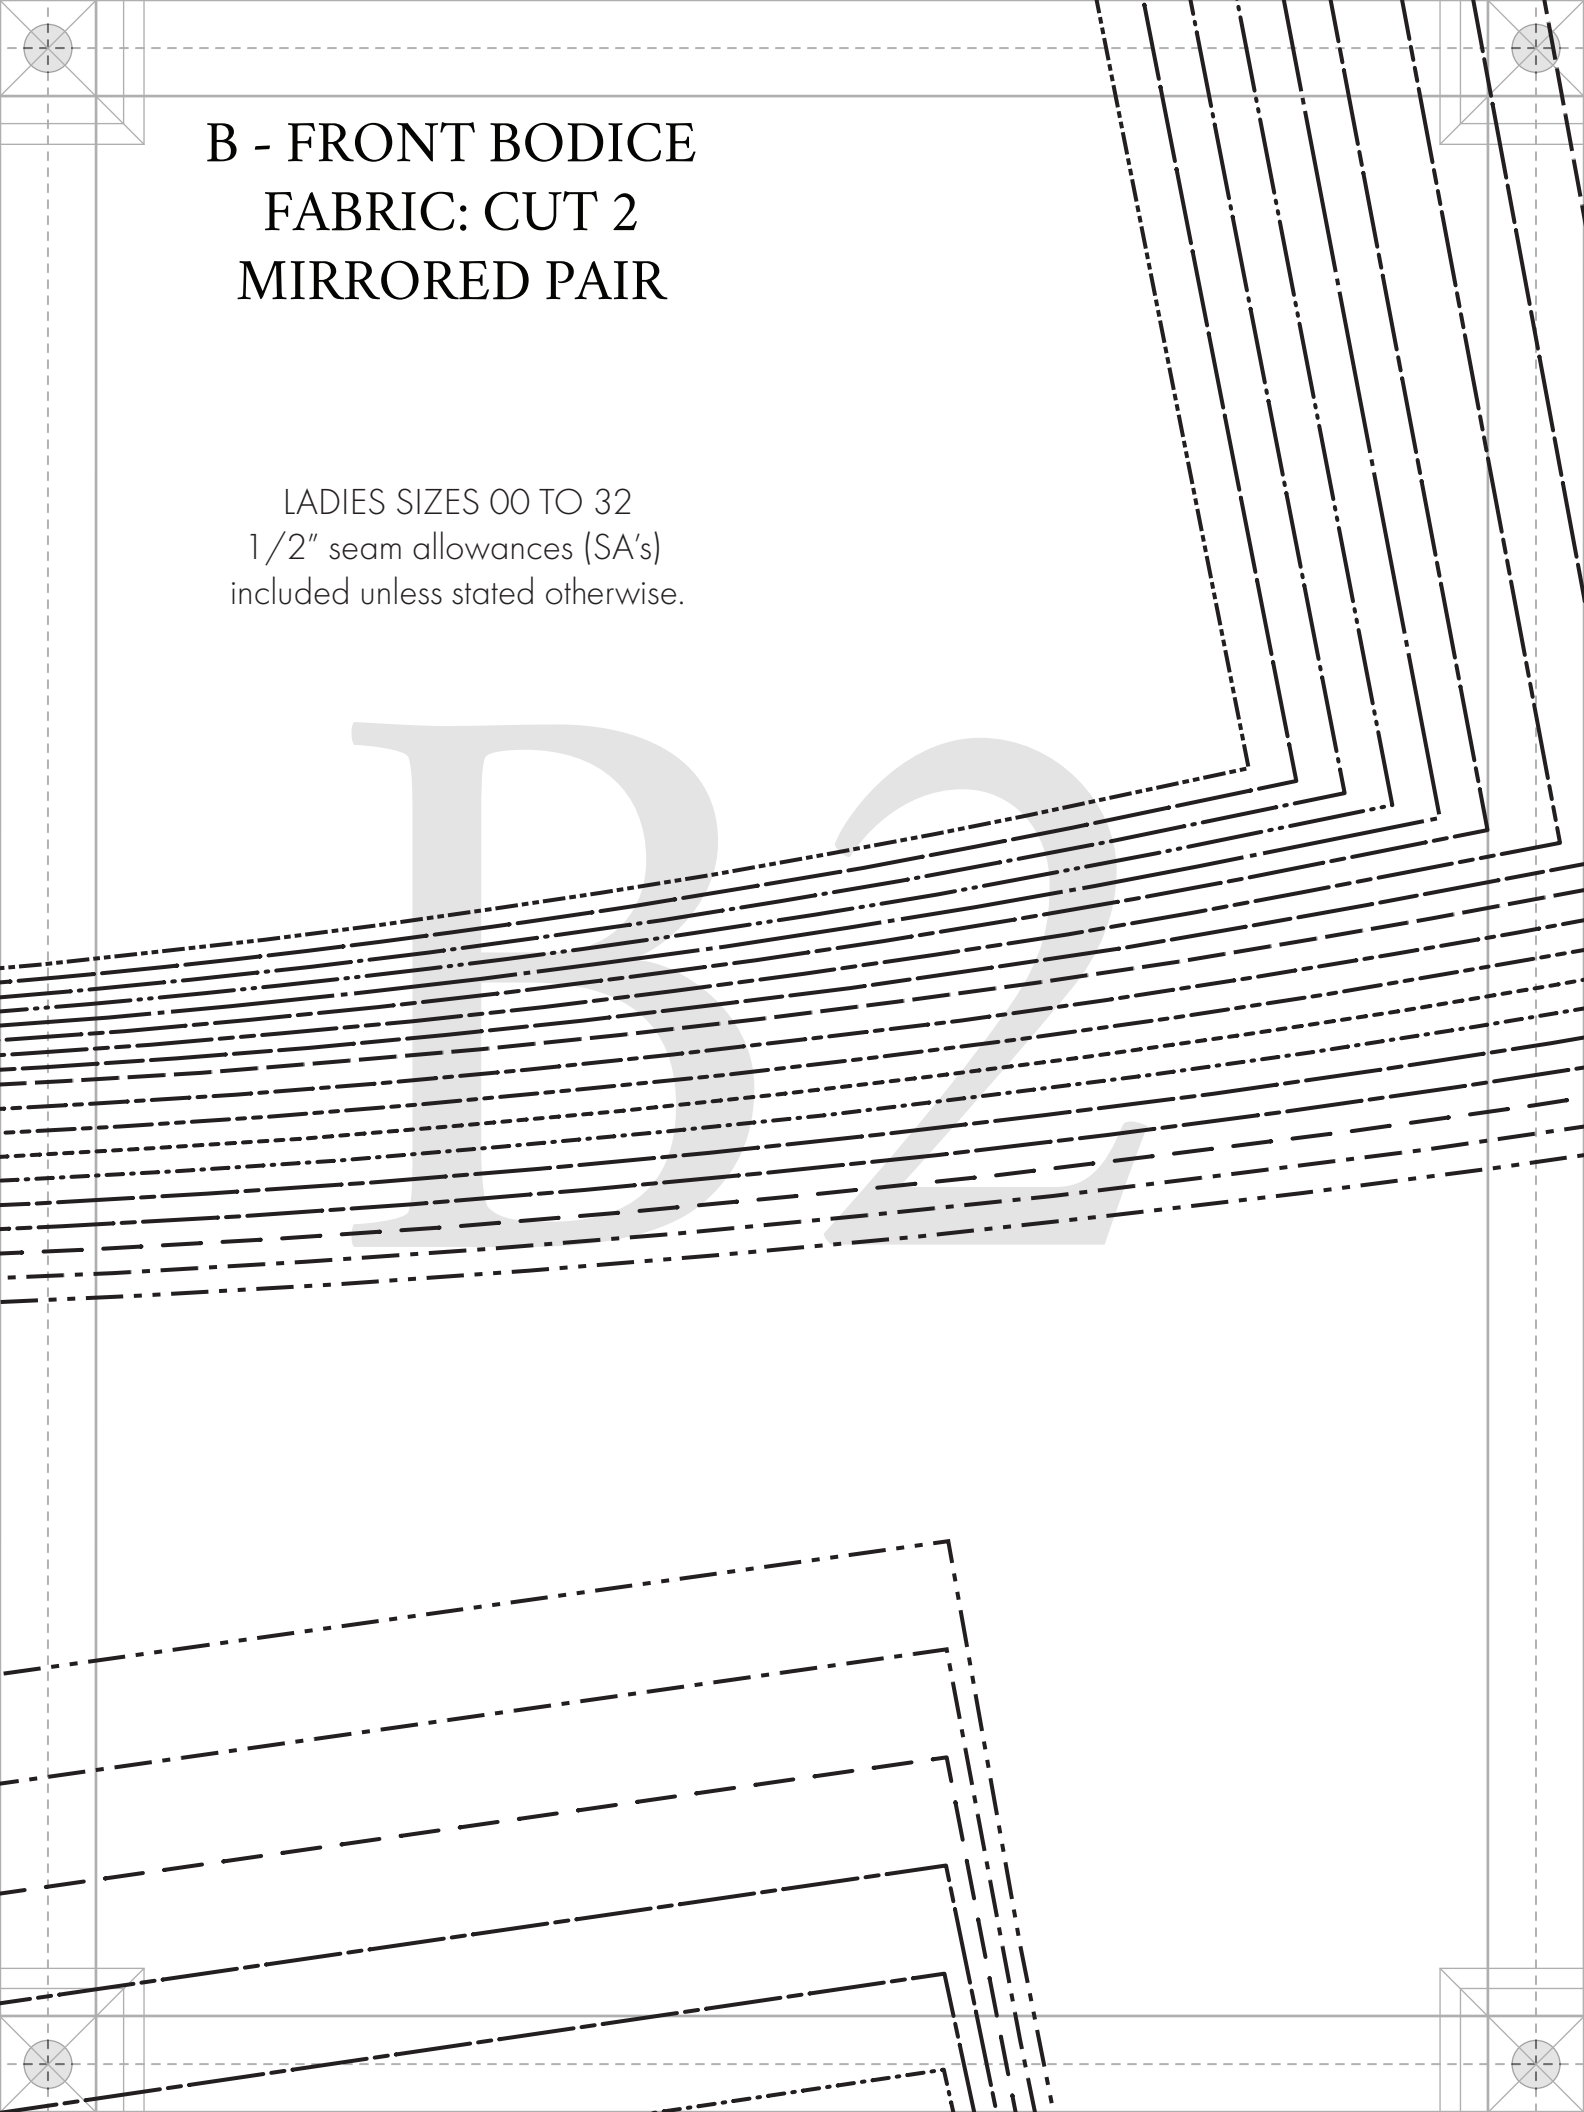 B - FRONT BODICE
FABRIC: CUT 2
MIRRORED PAIR
LADIES SIZES 00 TO 32
1/2” seam allowances (SA’s)
included unless stated otherwise.
B2